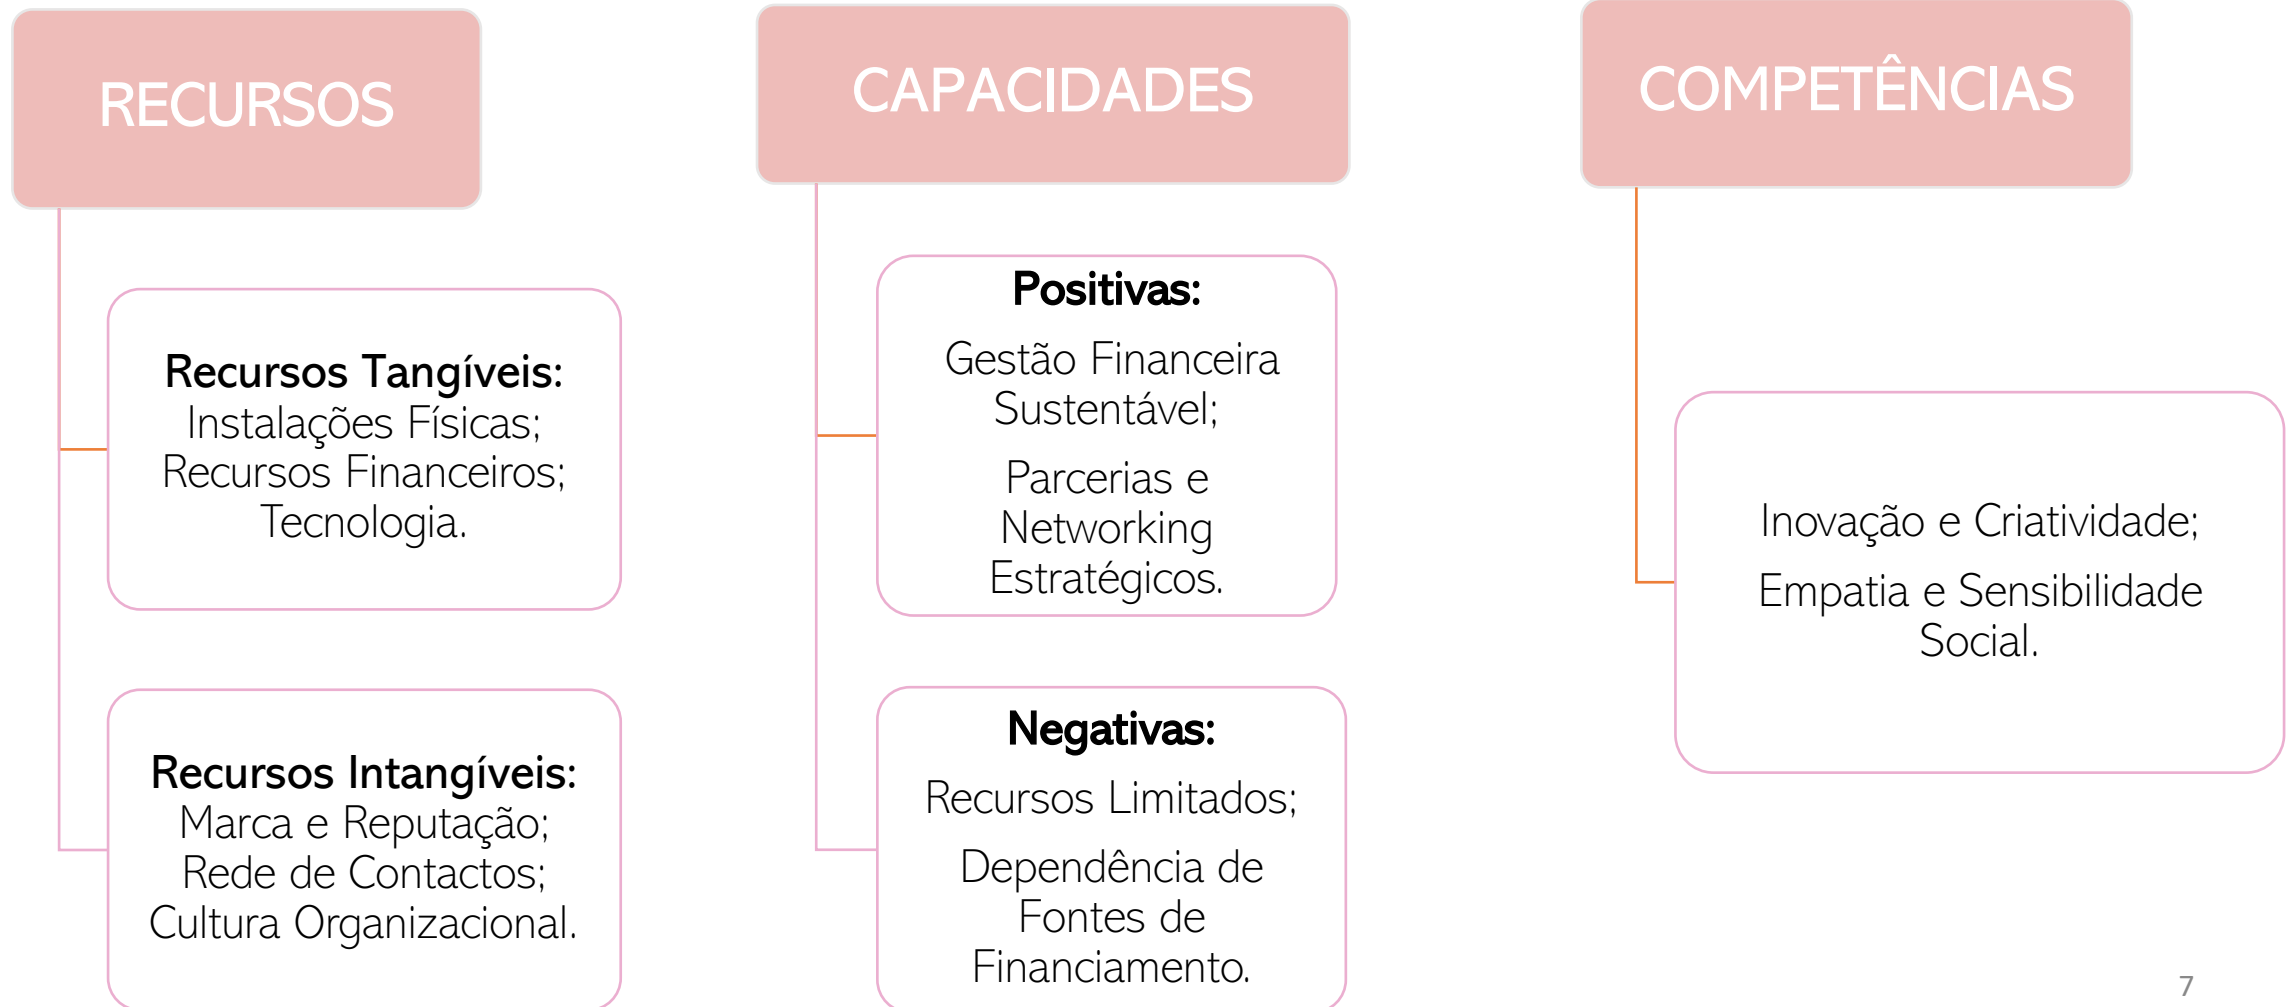 RECURSOS
Recursos Tangíveis:
Instalações Físicas;
Recursos Financeiros;
Tecnologia.
Recursos Intangíveis:
Marca e Reputação;
Rede de Contactos;
Cultura Organizacional.
CAPACIDADES
Positivas:
Gestão Financeira
Sustentável;
Parcerias e
Networking
Estratégicos.
Negativas:
Recursos Limitados;
Dependência de
Fontes de
Financiamento.
COMPETÊNCIAS
Inovação e Criatividade;
Empatia e Sensibilidade
Social.
7